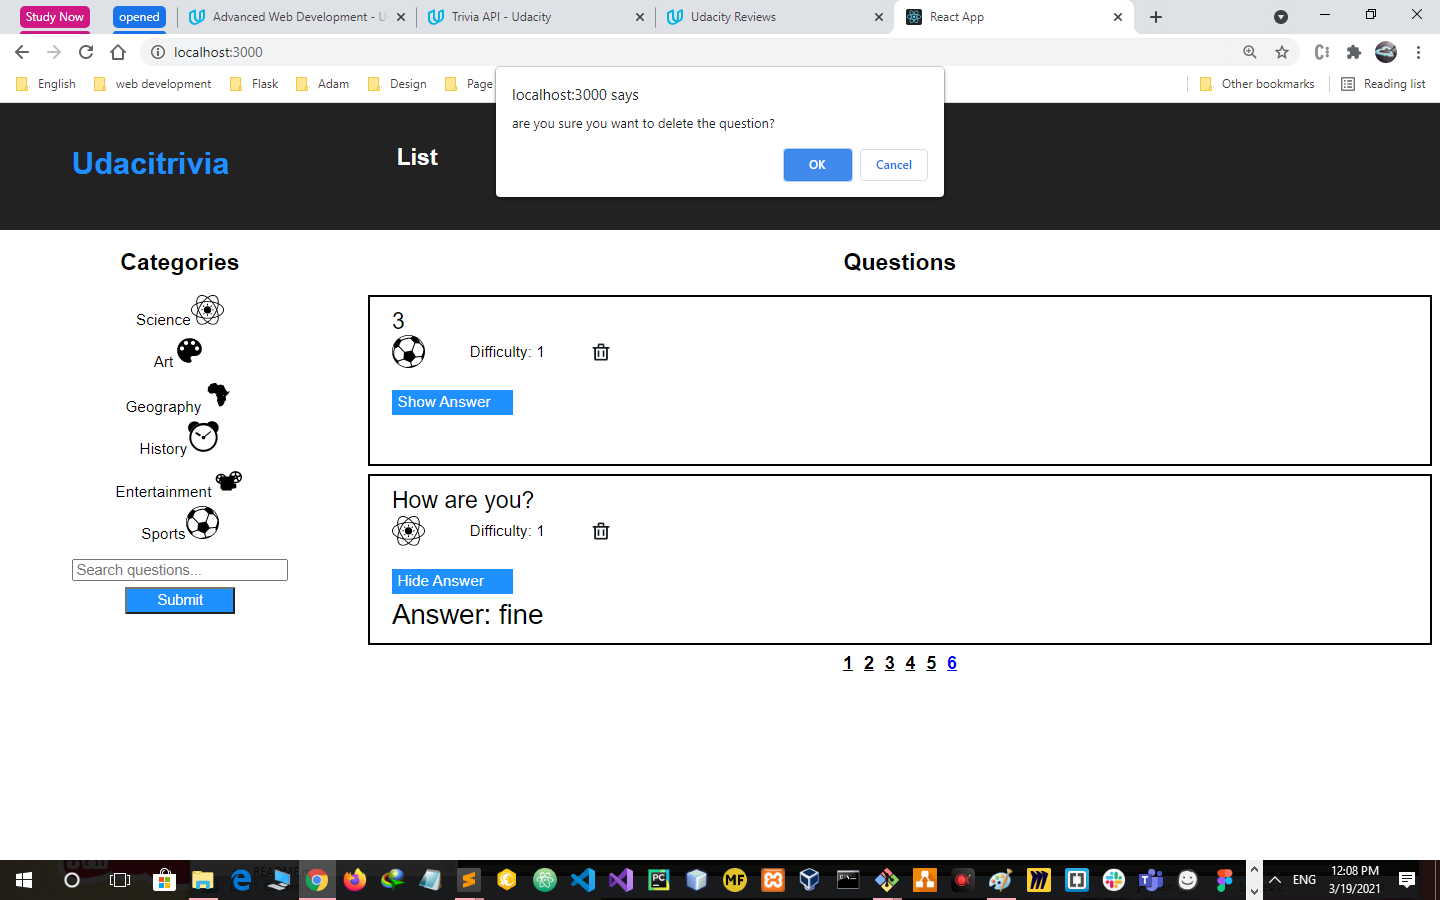 Study Now
opened
Advanced Web Development - U
Trivia API - Udacity
Udacity Reviews
React App
localhost:3000
English
web development
Flask
Adam
Design
Page
Other bookmarks
Reading list
localhost:3000 says
are you sure you want to delete the question?
OK
Cancel
Udacitrivia
List
Categories
Science
Art
Geography
History
Entertainment
Sports
Search questions...
Submit
Questions
3
Difficulty: 1
Show Answer
How are you?
Difficulty: 1
Hide Answer
Answer: fine
1 2 3 4 5 6
PC
MF
ENG
12:08 PM
3/19/2021